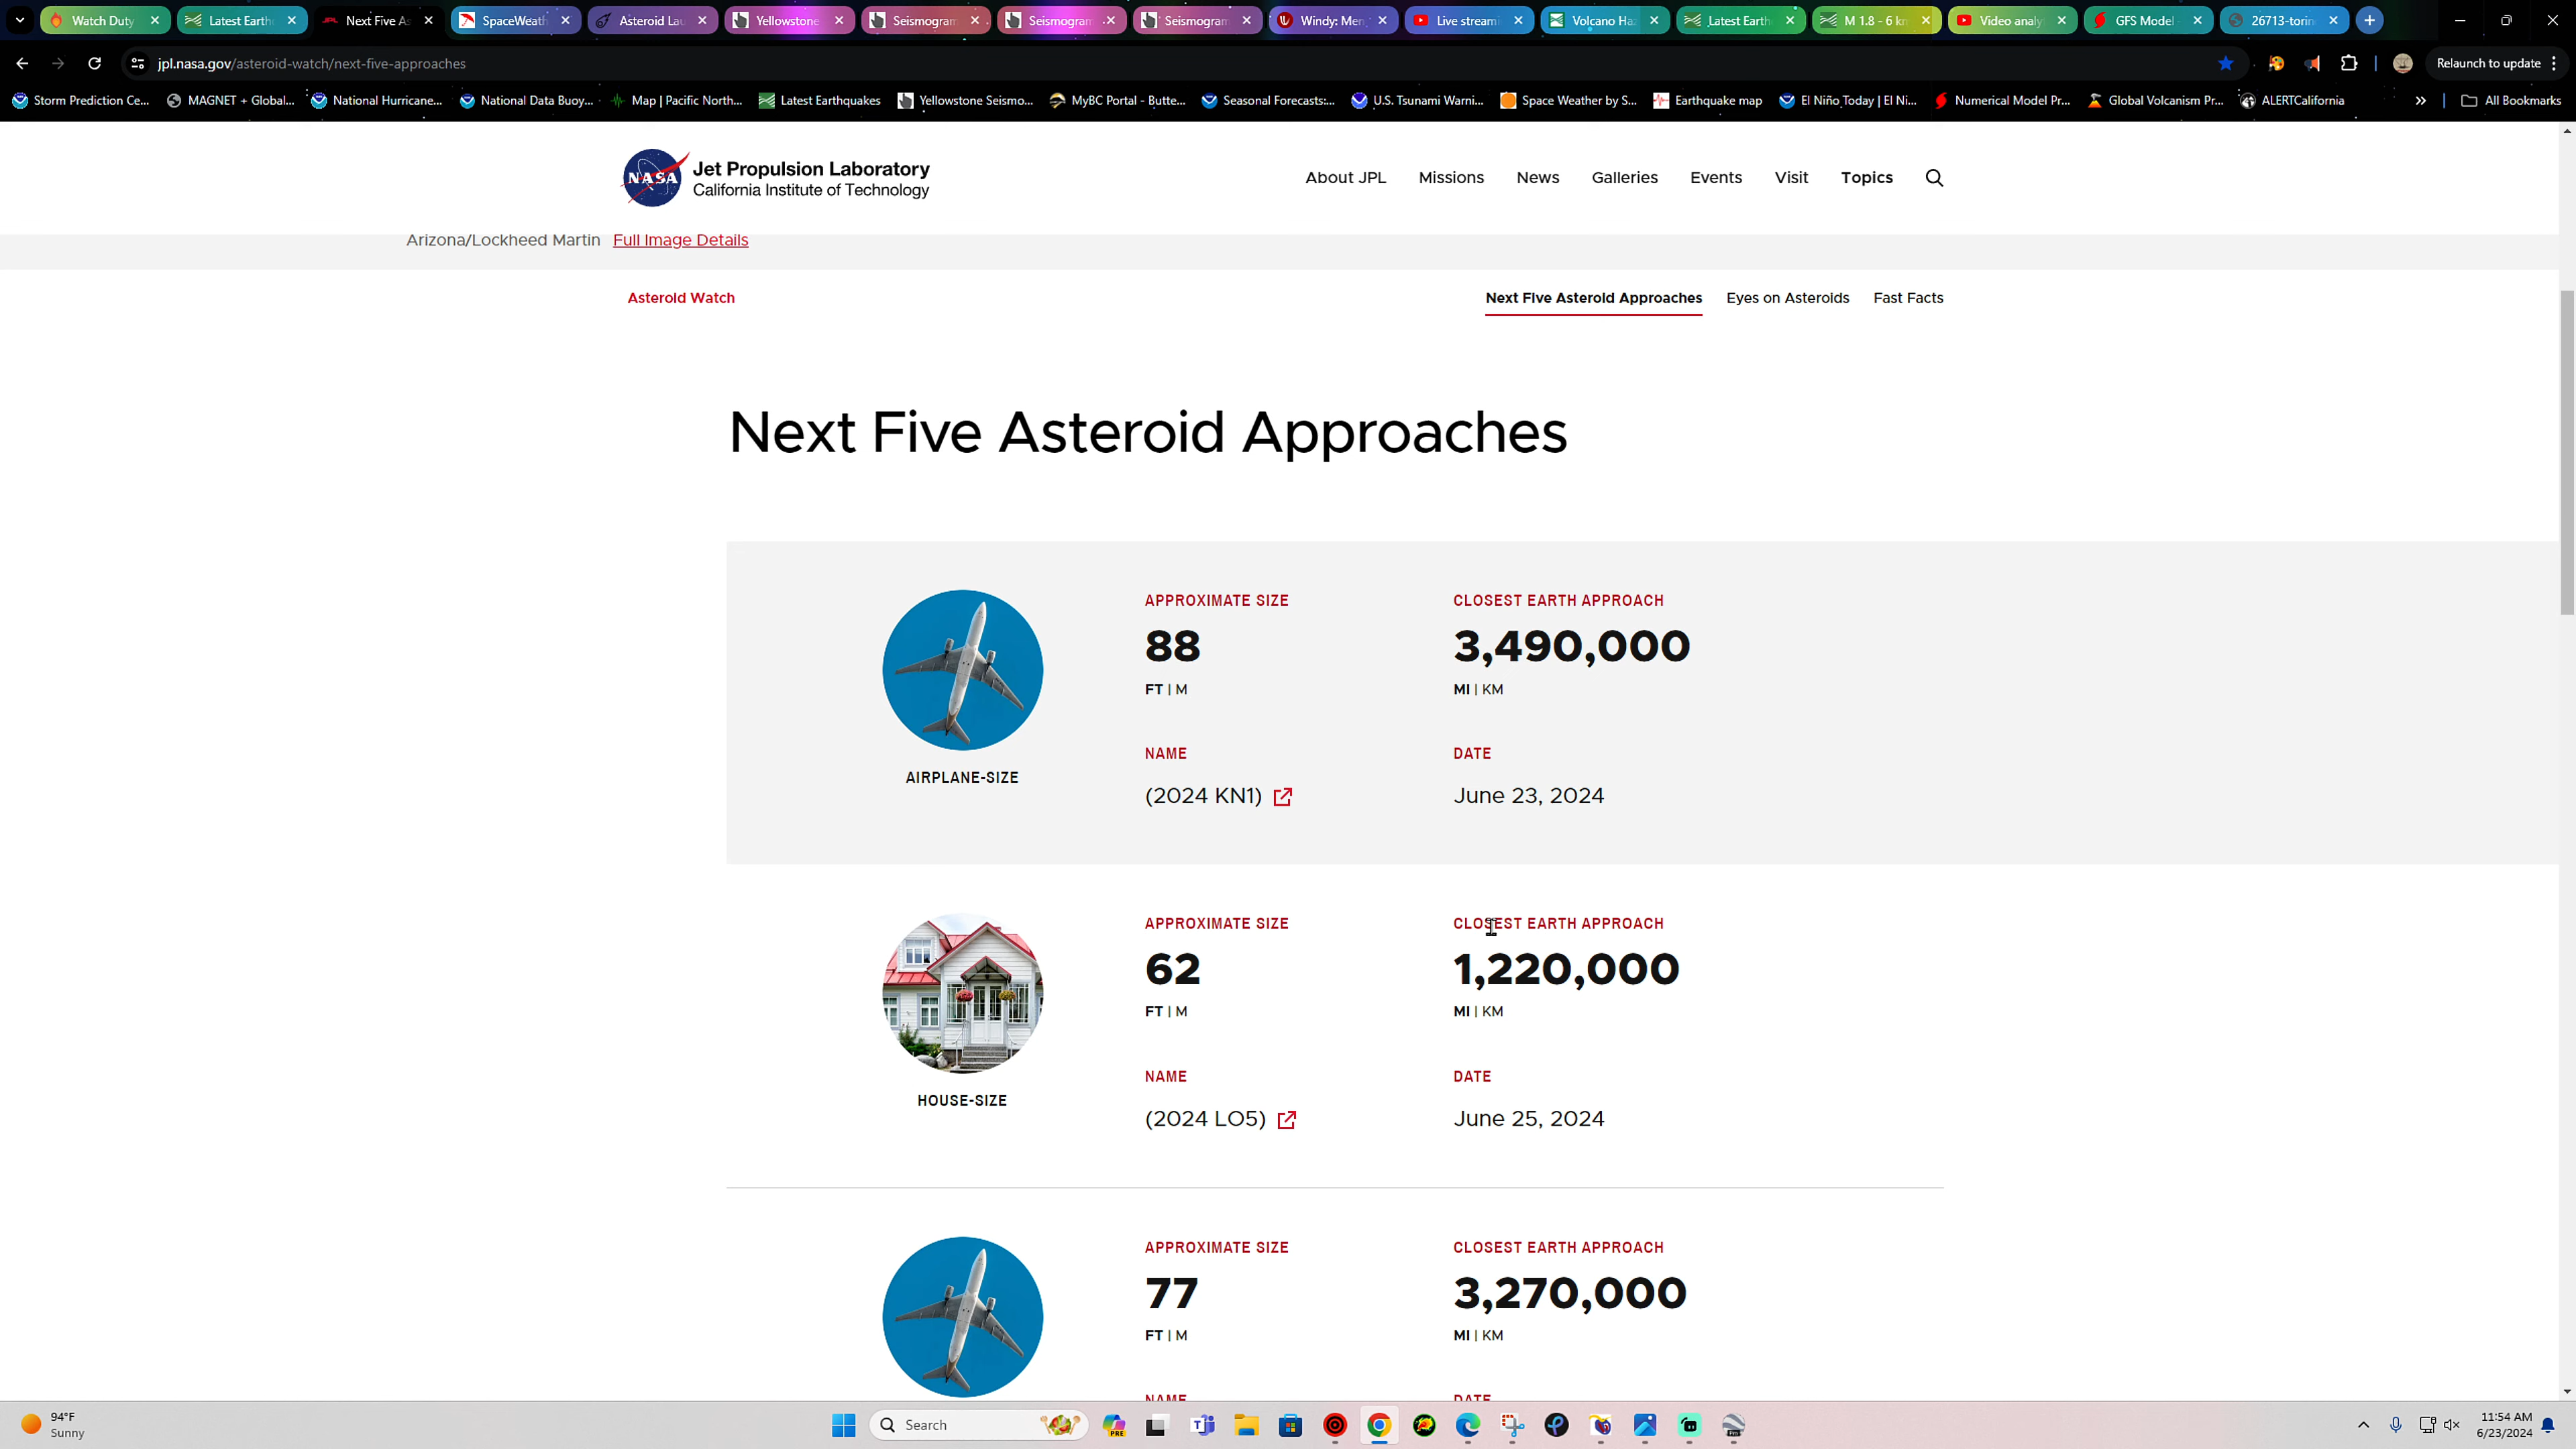 Watch Duty
Latest Earth
Next Five As
SpaceWeath
Asteroid Lau
Yellowstone
Seismogram
Seismogram
Seismogram
Windy: Men
Live streami
Volcano Ha
Latest Earth
M 1.8 - 6 km
Video analy
GFS Model
26713-torin
jpl.nasa.gov/asteroid-watch/next-five-approaches
Relaunch to update
Storm Prediction Ce...
MAGNET + Global...
National Hurricane...
National Data Buoy...
Map | Pacific North...
Latest Earthquakes
Yellowstone Seismo...
MyBC Portal - Butte...
Seasonal Forecasts:...
U.S. Tsunami Warni...
Space Weather by S...
Earthquake map
El Niño Today | El Ni...
Numerical Model Pr...
Global Volcanism Pr...
ALERTCalifornia
All Bookmarks
NASA
Jet Propulsion Laboratory
California Institute of Technology
About JPL
Missions
News
Galleries
Events
Visit
Topics
Arizona/Lockheed Martin Full Image Details
Asteroid Watch
Next Five Asteroid Approaches
Eyes on Asteroids
Fast Facts
Next Five Asteroid Approaches
APPROXIMATE SIZE
CLOSEST EARTH APPROACH
88
3,490,000
FT | M
MI | KM
NAME
DATE
AIRPLANE-SIZE
(2024 KN1)
June 23, 2024
APPROXIMATE SIZE
CLOSEST EARTH APPROACH
62
1,220,000
FT | M
MI | KM
NAME
DATE
HOUSE-SIZE
(2024 LO5)
June 25, 2024
APPROXIMATE SIZE
CLOSEST EARTH APPROACH
77
3,270,000
FT | M
MI | KM
NAME
DATE
94°F
Sunny
Search
PRE
11:54 AM
6/23/2024